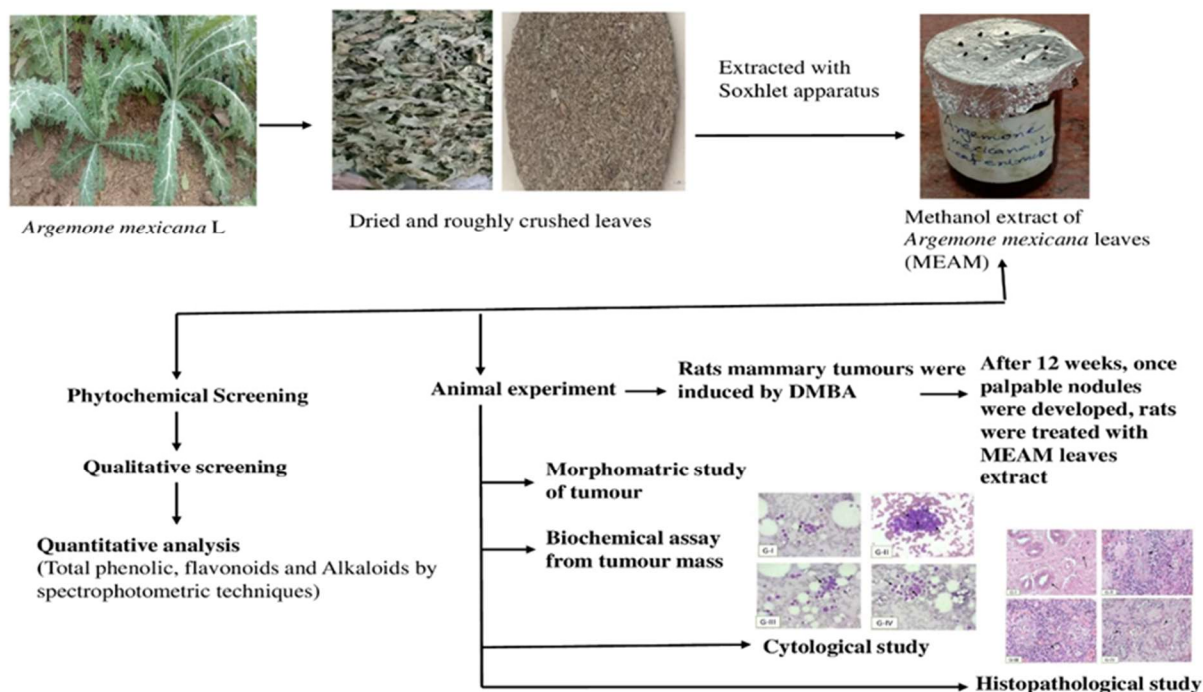 Argemone mexicana L
Dried and roughly crushed leaves
Extracted with
Soxhlet apparatus
Argemone
mexicana L
Leaf extract
Methanol extract of
Argemone mexicana leaves
(MEAM)
Phytochemical Screening
Qualitative screening
Quantitative analysis
(Total phenolic, flavonoids and Alkaloids by
spectrophotometric techniques)
Animal experiment
Rats mammary tumours were
induced by DMBA
After 12 weeks, once
palpable nodules
were developed, rats
were treated with
MEAM leaves
extract
Morphomatric study
of tumour
Biochemical assay
from tumour mass
G-I
G-II
G-III
G-IV
Cytological study
Histopathological study